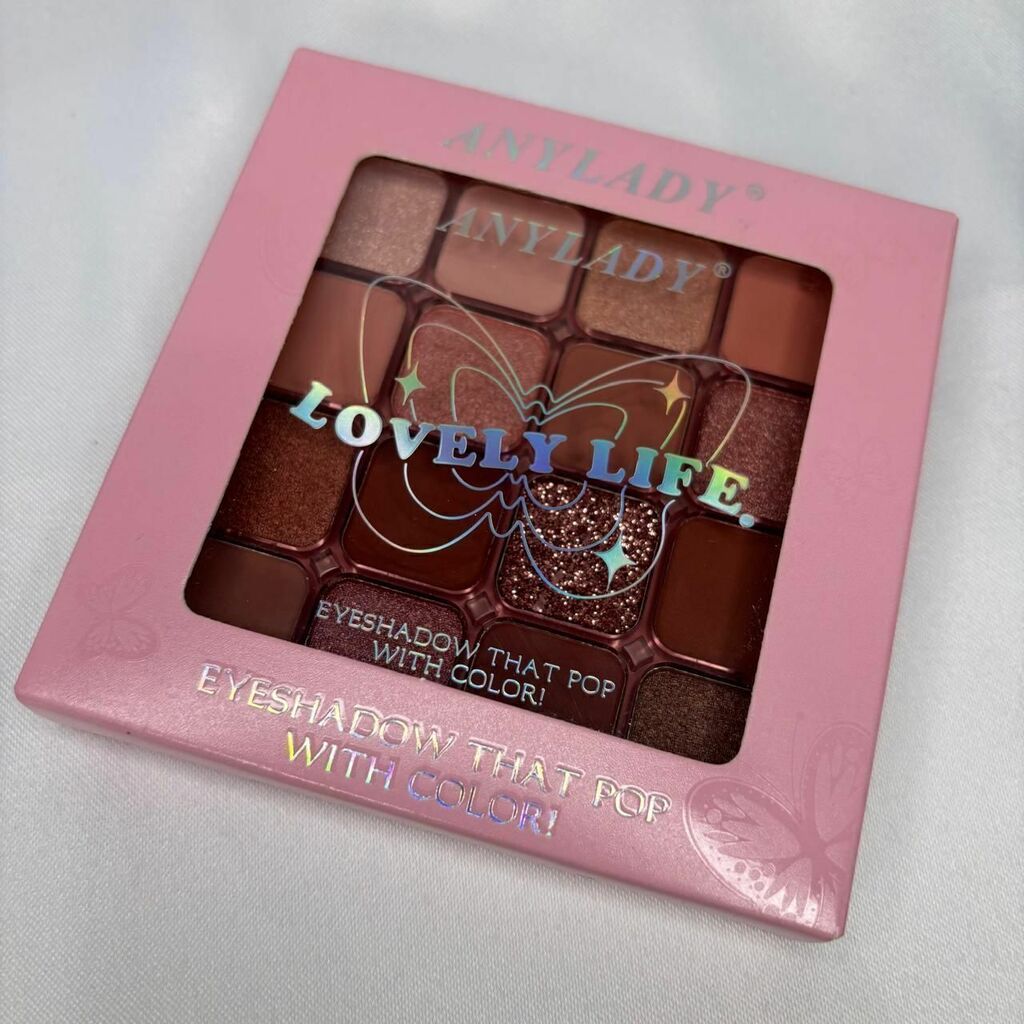 ANYLADY®
ANYLADY®
LOVELY LIFE.
EYESHADOW THAT POP
WITH COLOR!
EYESHADOW THAT POP
WITH COLOR!